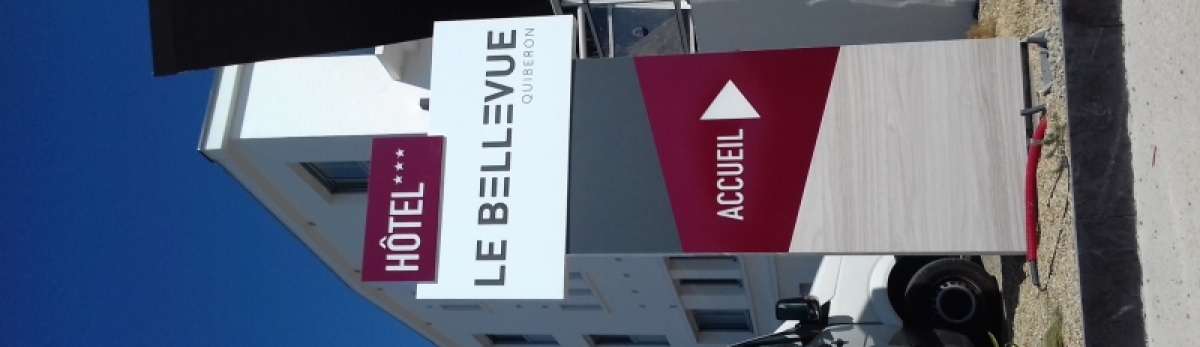 HÔTEL ***
LE BELLEVUE
QUIBERON
ACCUEIL